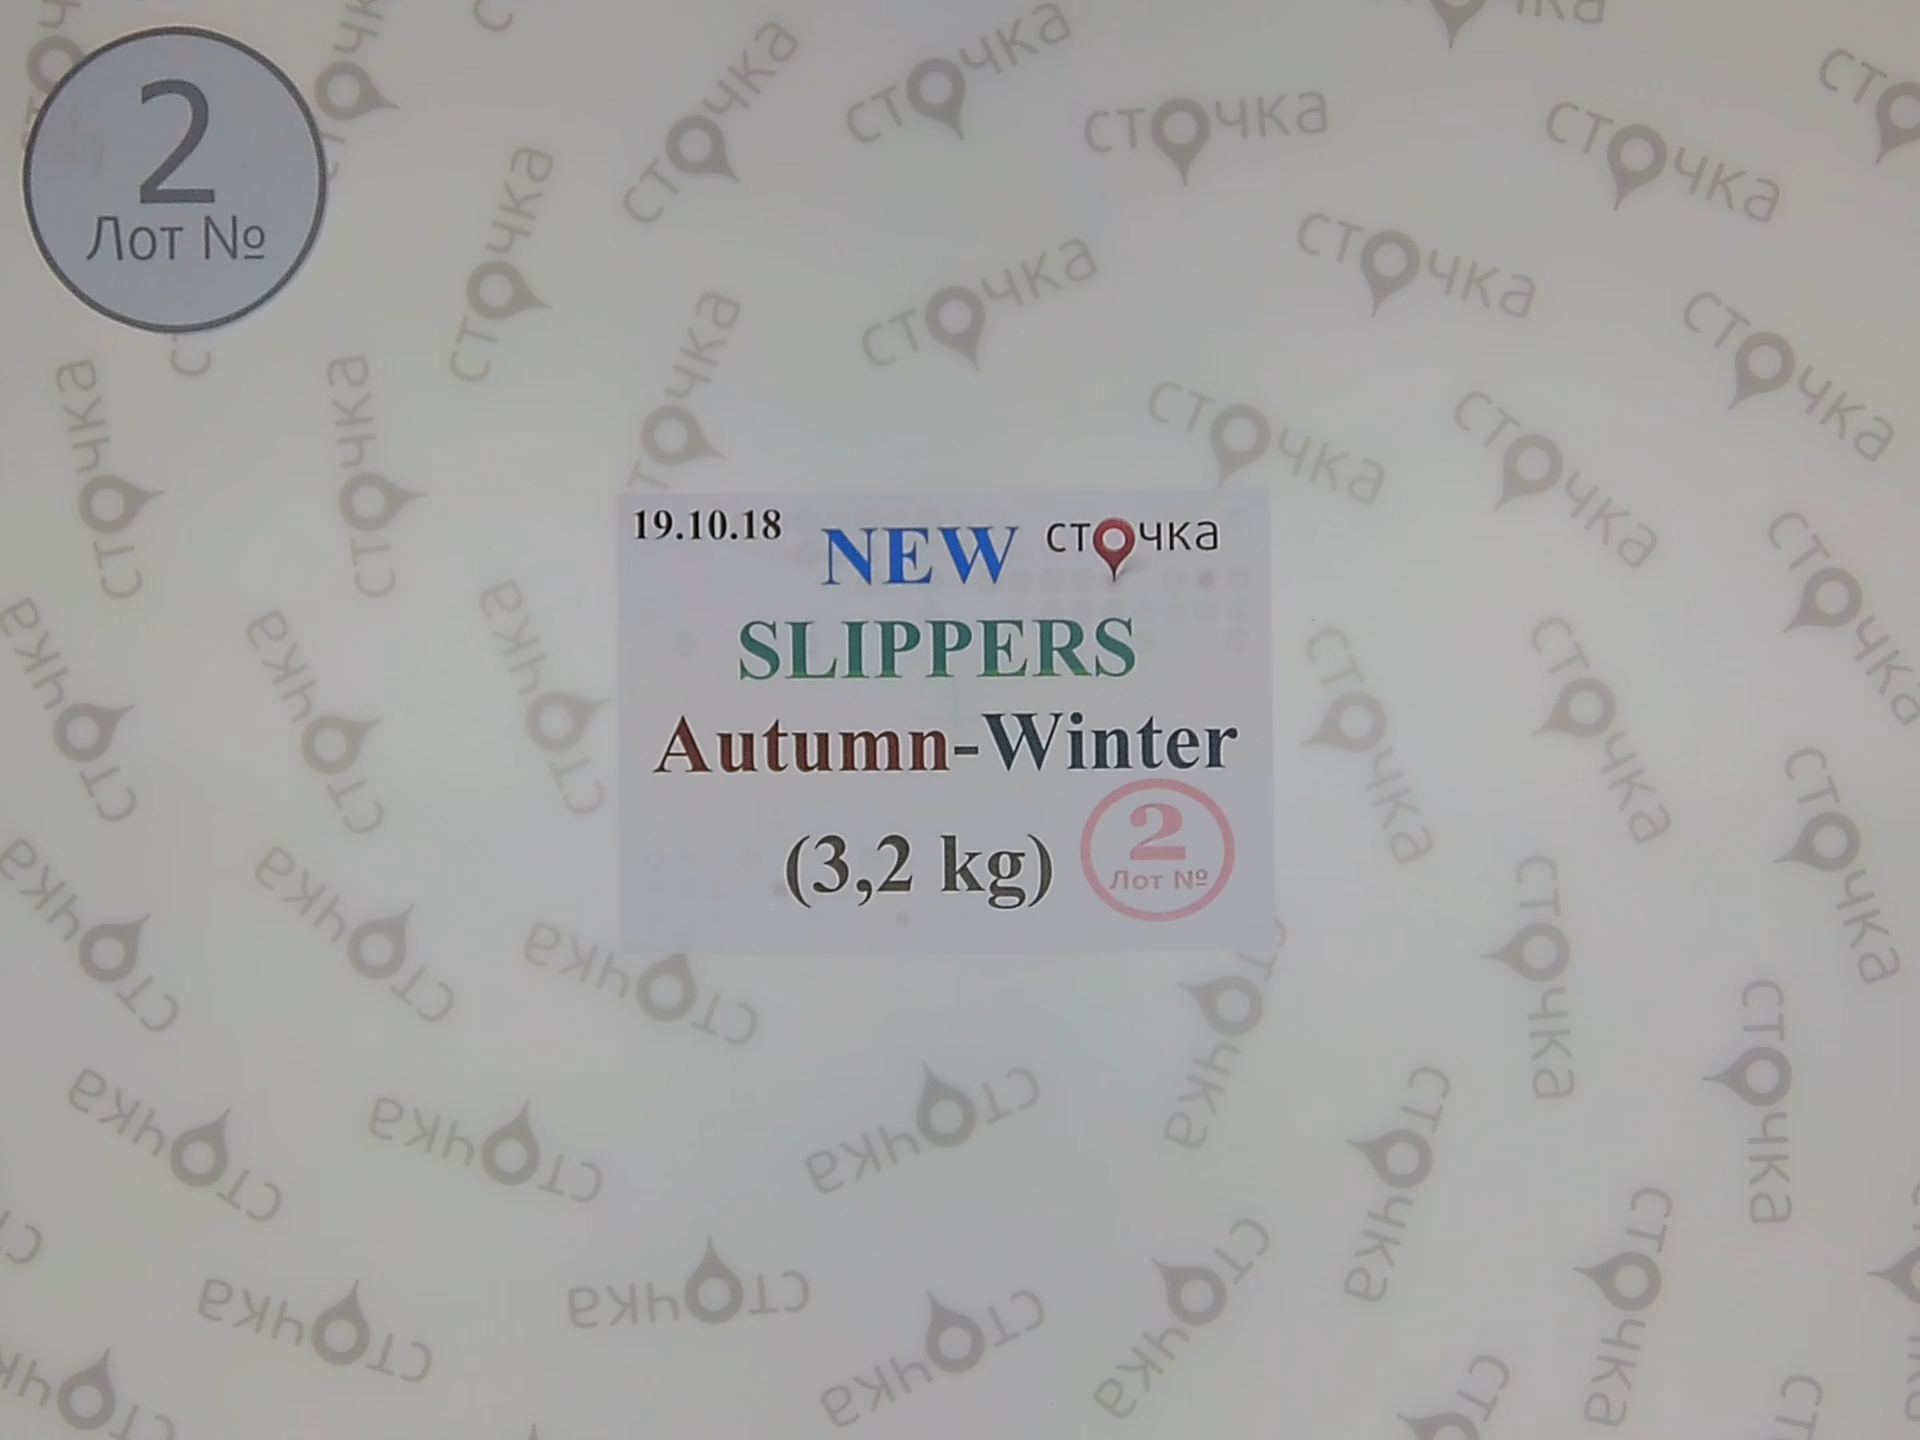 2
Лот №
19.10.18
NEW
сточка
SLIPPERS
Autumn-Winter
(3,2 kg)
2
Лот №